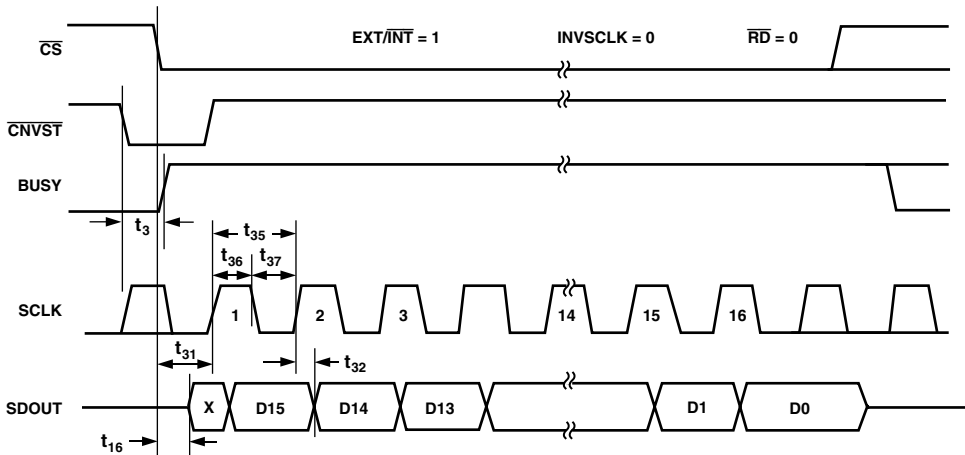 EXT/INT = 1 INVSCLK = 0 RD = 0
CS
CNVST
BUSY
t3
t35
t36 t37
SCLK
1 2 3 14 15 16
t31
t32
SDOUT
X D15 D14 D13 D1 D0
t16